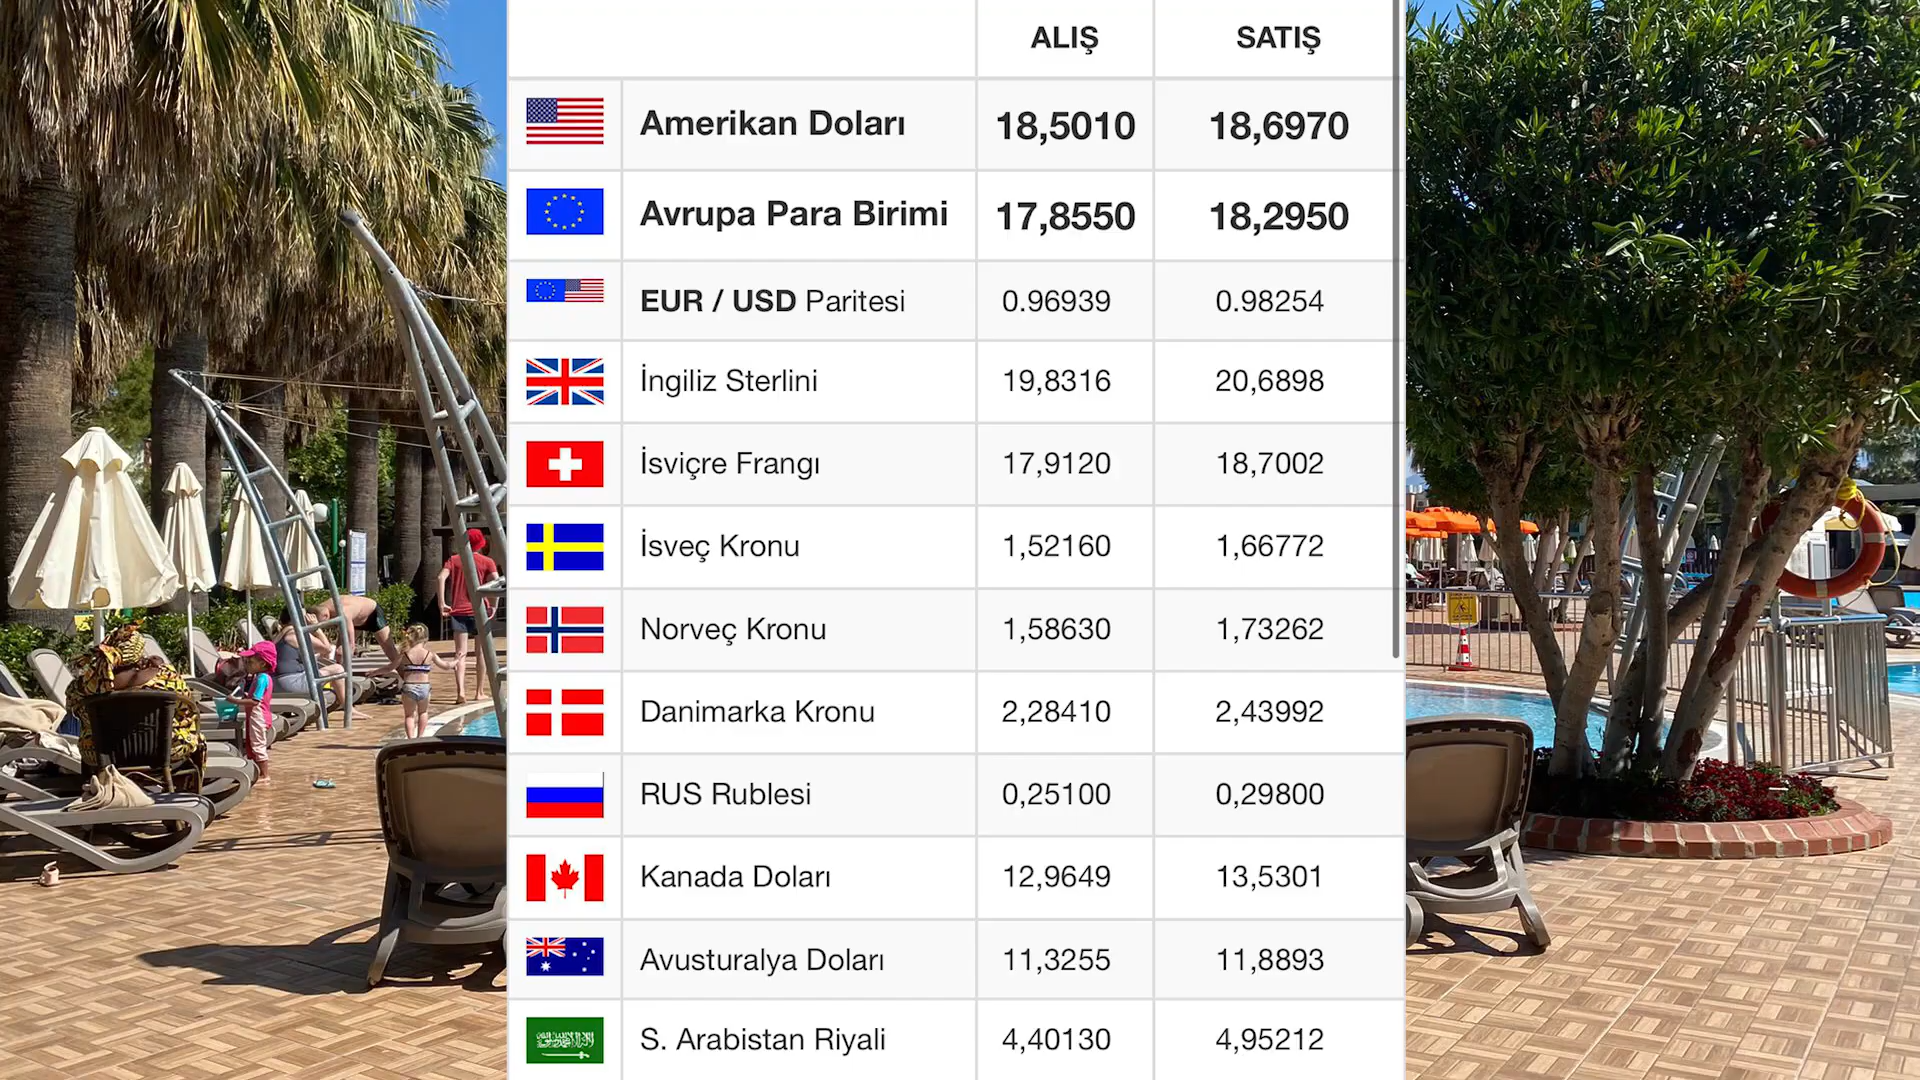 ALIŞ SATIŞ
Amerikan Doları 18,5010 18,6970
Avrupa Para Birimi 17,8550 18,2950
EUR / USD Paritesi 0.96939 0.98254
İngiliz Sterlini 19,8316 20,6898
İsviçre Frangı 17,9120 18,7002
İsveç Kronu 1,52160 1,66772
Norveç Kronu 1,58630 1,73262
Danimarka Kronu 2,28410 2,43992
RUS Rublesi 0,25100 0,29800
Kanada Doları 12,9649 13,5301
Avusturalya Doları 11,3255 11,8893
S. Arabistan Riyali 4,40130 4,95212